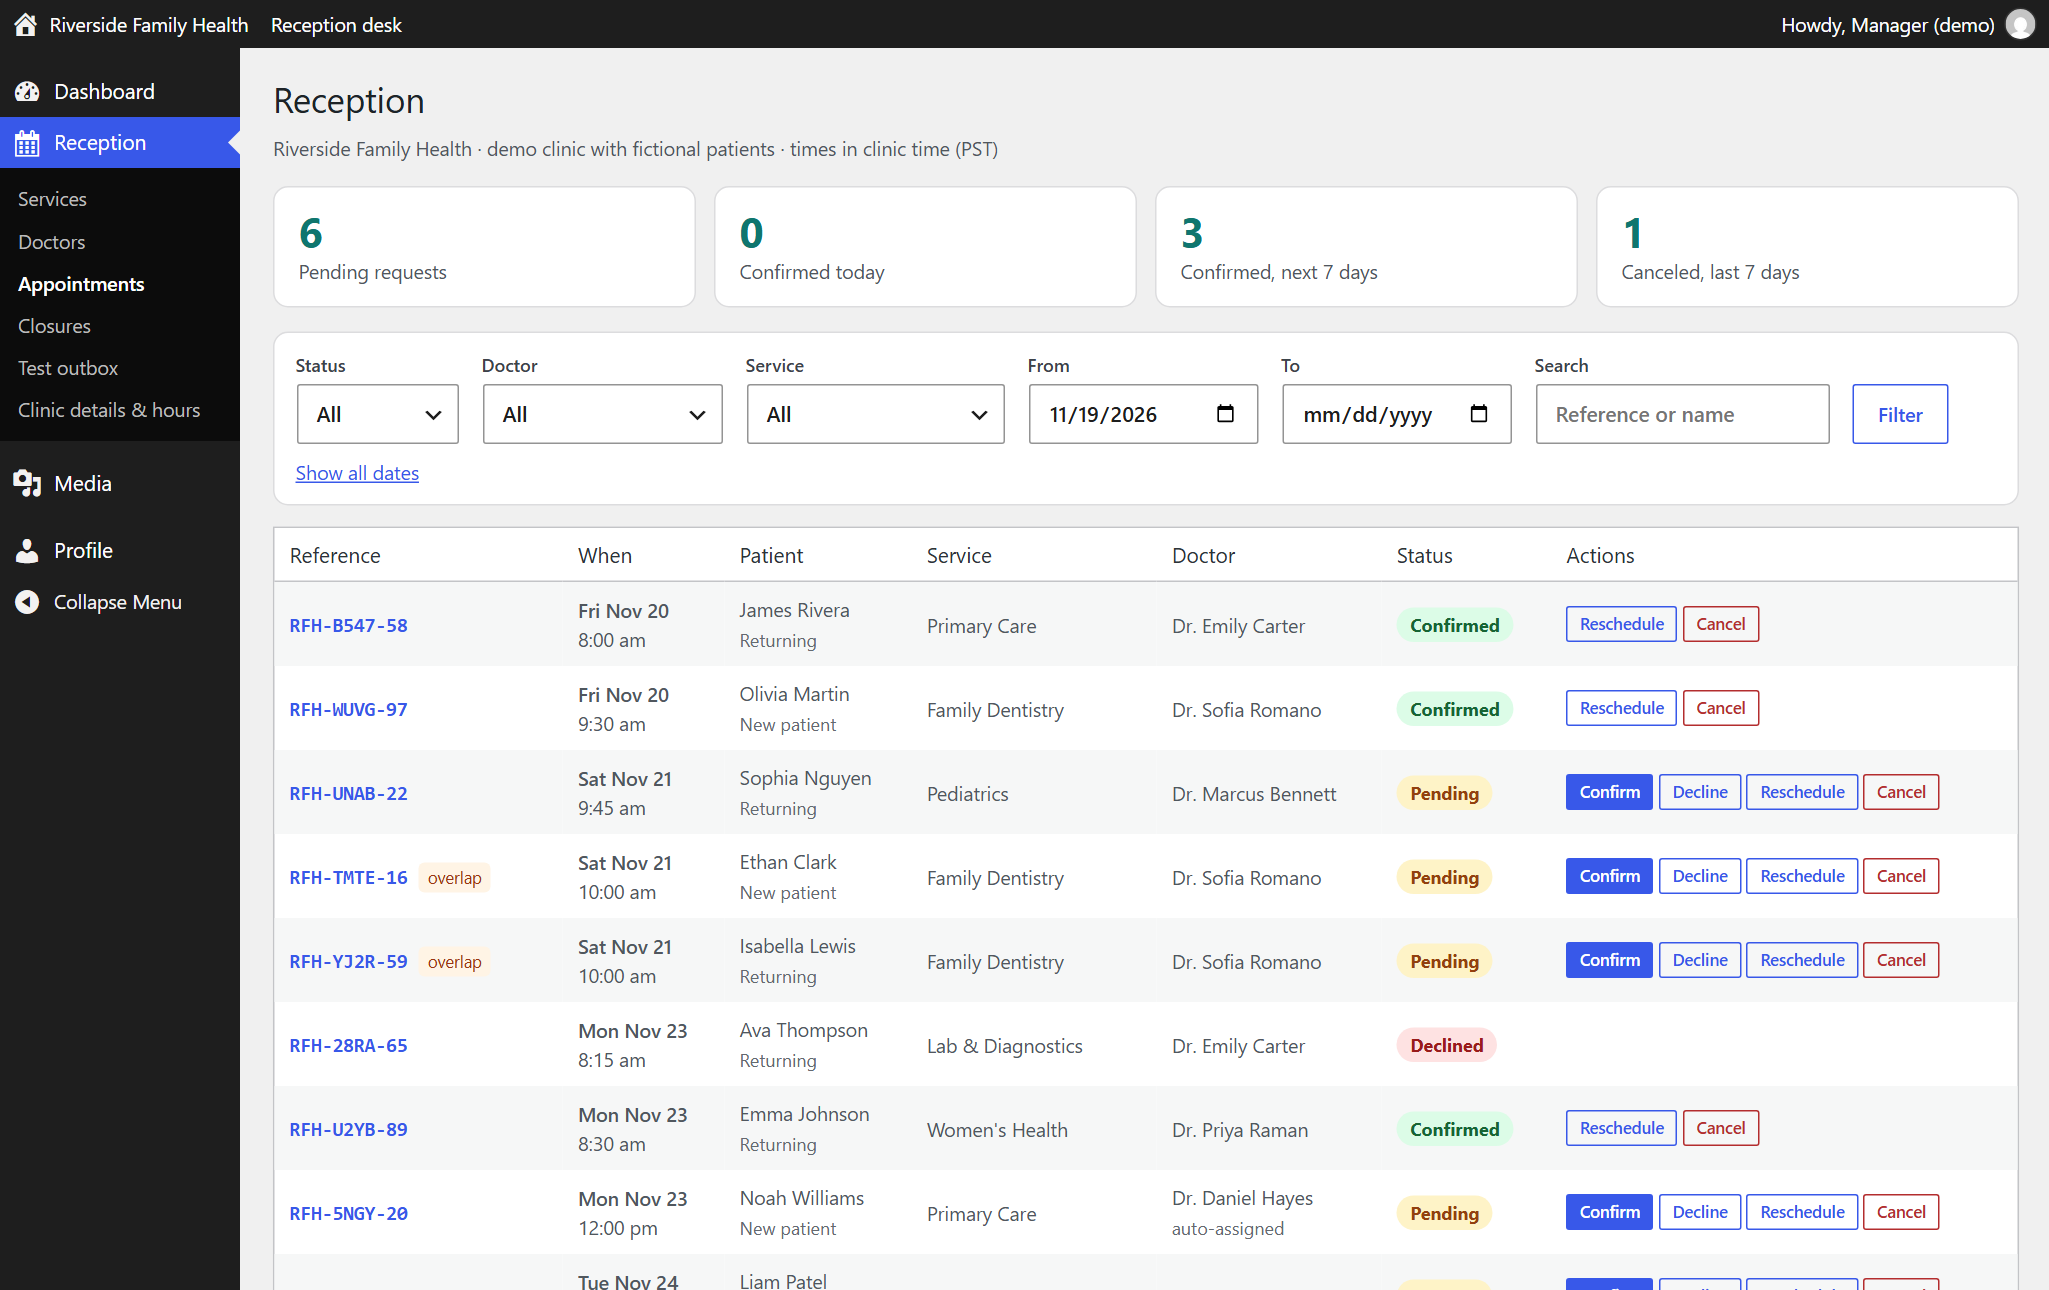 Riverside Family Health Reception desk Howdy, Manager (demo)
Dashboard
Reception
Services
Doctors
Appointments
Closures
Test outbox
Clinic details & hours
Media
Profile
Collapse Menu
Reception
Riverside Family Health · demo clinic with fictional patients · times in clinic time (PST)
6
Pending requests
0
Confirmed today
3
Confirmed, next 7 days
1
Canceled, last 7 days
Status Doctor Service From To Search
All All All 11/19/2026 mm/dd/yyyy Reference or name Filter
Show all dates
Reference When Patient Service Doctor Status Actions
RFH-B547-58 Fri Nov 20 8:00 am James Rivera Returning Primary Care Dr. Emily Carter Confirmed Reschedule Cancel
RFH-WUVG-97 Fri Nov 20 9:30 am Olivia Martin New patient Family Dentistry Dr. Sofia Romano Confirmed Reschedule Cancel
RFH-UNAB-22 Sat Nov 21 9:45 am Sophia Nguyen Returning Pediatrics Dr. Marcus Bennett Pending Confirm Decline Reschedule Cancel
RFH-TMTE-16 overlap Sat Nov 21 10:00 am Ethan Clark New patient Family Dentistry Dr. Sofia Romano Pending Confirm Decline Reschedule Cancel
RFH-YJ2R-59 overlap Sat Nov 21 10:00 am Isabella Lewis Returning Family Dentistry Dr. Sofia Romano Pending Confirm Decline Reschedule Cancel
RFH-28RA-65 Mon Nov 23 8:15 am Ava Thompson Returning Lab & Diagnostics Dr. Emily Carter Declined
RFH-U2YB-89 Mon Nov 23 8:30 am Emma Johnson Returning Women's Health Dr. Priya Raman Confirmed Reschedule Cancel
RFH-5NGY-20 Mon Nov 23 12:00 pm Noah Williams New patient Primary Care Dr. Daniel Hayes auto-assigned Pending Confirm Decline Reschedule Cancel
Tue Nov 24 Liam Patel